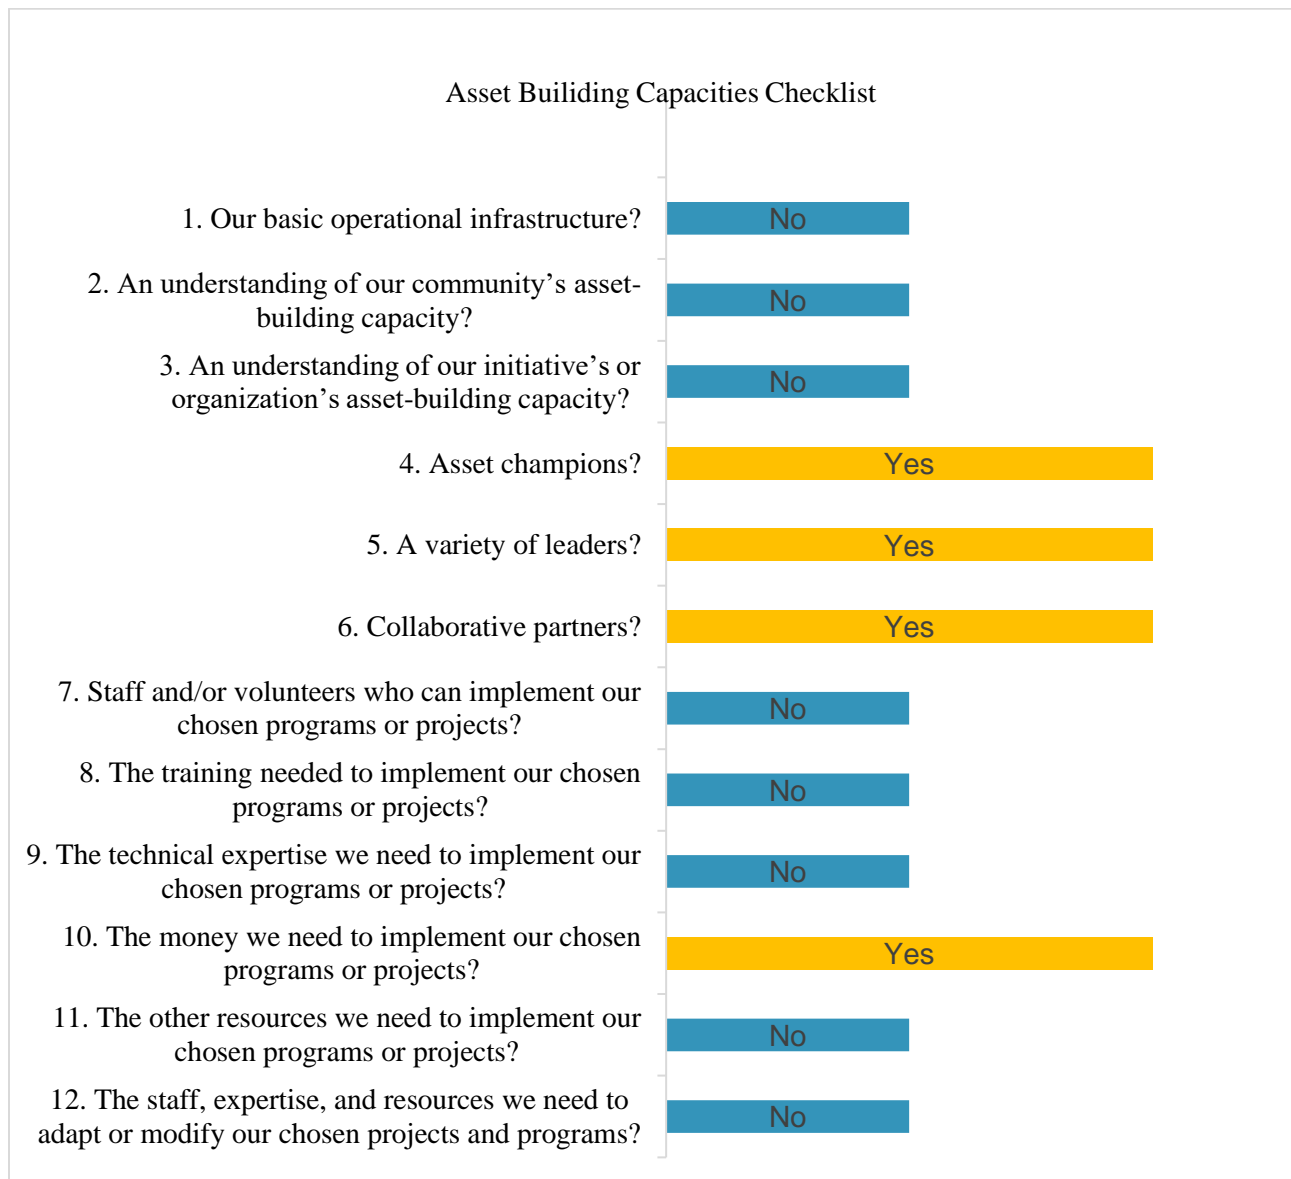 Asset Builiding Capacities Checklist
1. Our basic operational infrastructure?
No
2. An understanding of our community’s asset-
building capacity?
No
3. An understanding of our initiative’s or
organization’s asset-building capacity?
No
4. Asset champions?
Yes
5. A variety of leaders?
Yes
6. Collaborative partners?
Yes
7. Staff and/or volunteers who can implement our
chosen programs or projects?
No
8. The training needed to implement our chosen
programs or projects?
No
9. The technical expertise we need to implement our
chosen programs or projects?
No
10. The money we need to implement our chosen
programs or projects?
Yes
11. The other resources we need to implement our
chosen programs or projects?
No
12. The staff, expertise, and resources we need to
adapt or modify our chosen projects and programs?
No